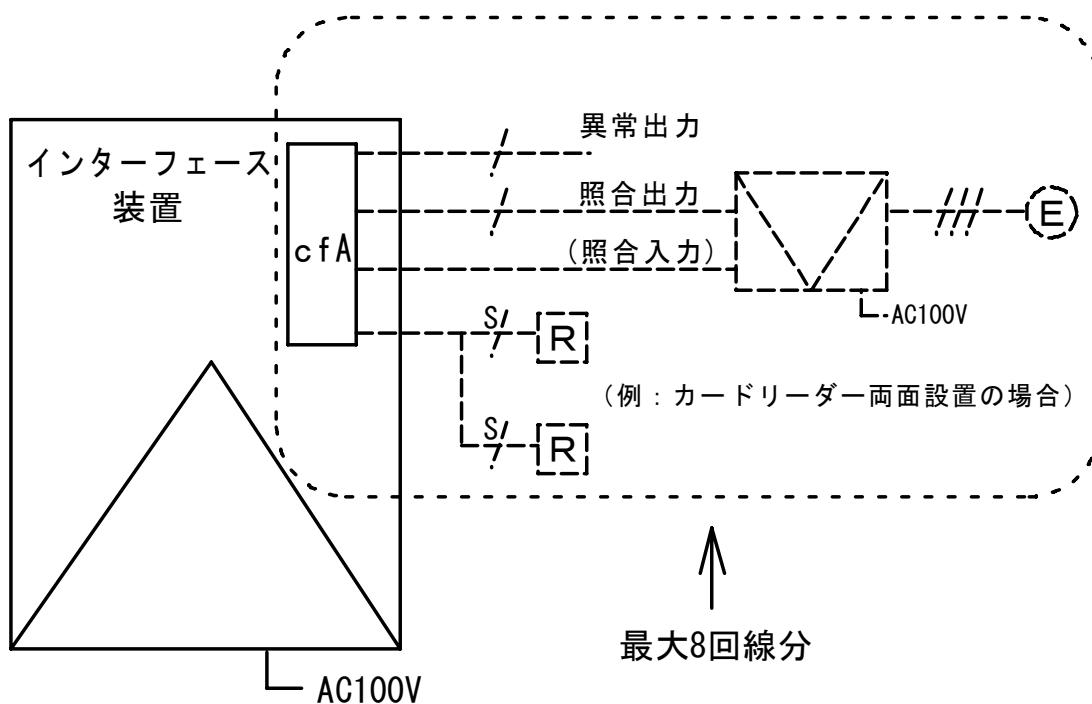 異常出力
インターフェース
装置
照合出力
E
cfA
(照合入力)
AC100V
S
R
(例：カードリーダー両面設置の場合)
S
R
最大8回線分
AC100V